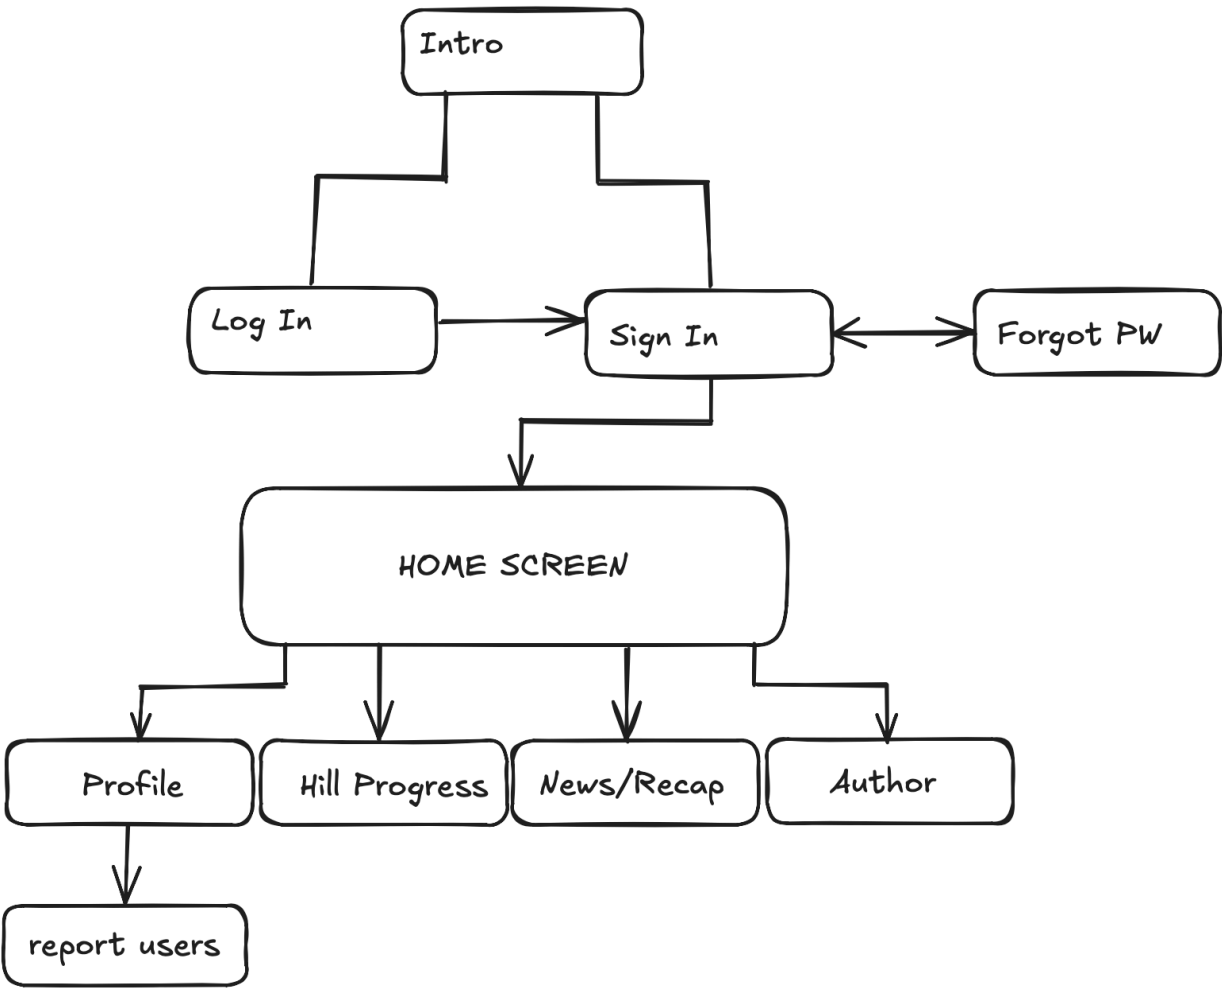 Intro
Log In
Sign In
Forgot PW
HOME SCREEN
Profile
Hill Progress
News/Recap
Author
report users